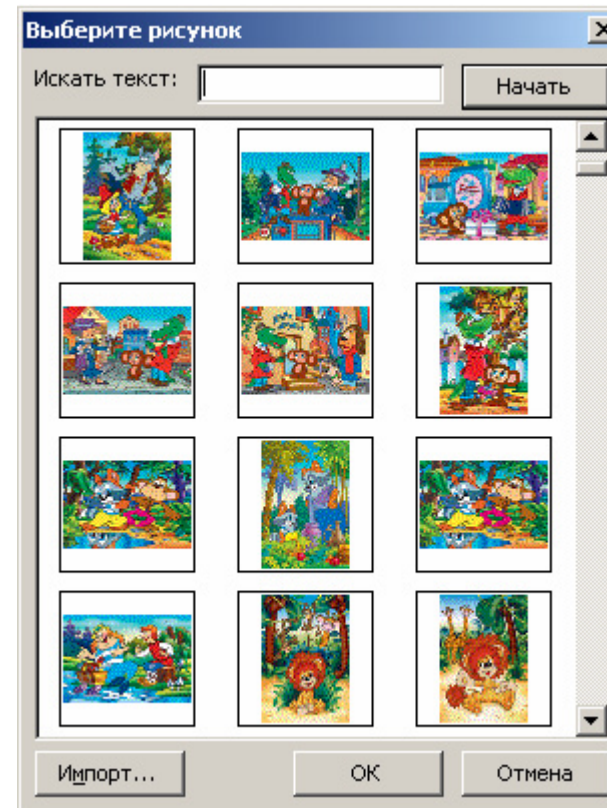 Выберите рисунок
Искать текст:
Начать
Импорт...
ОК
Отмена